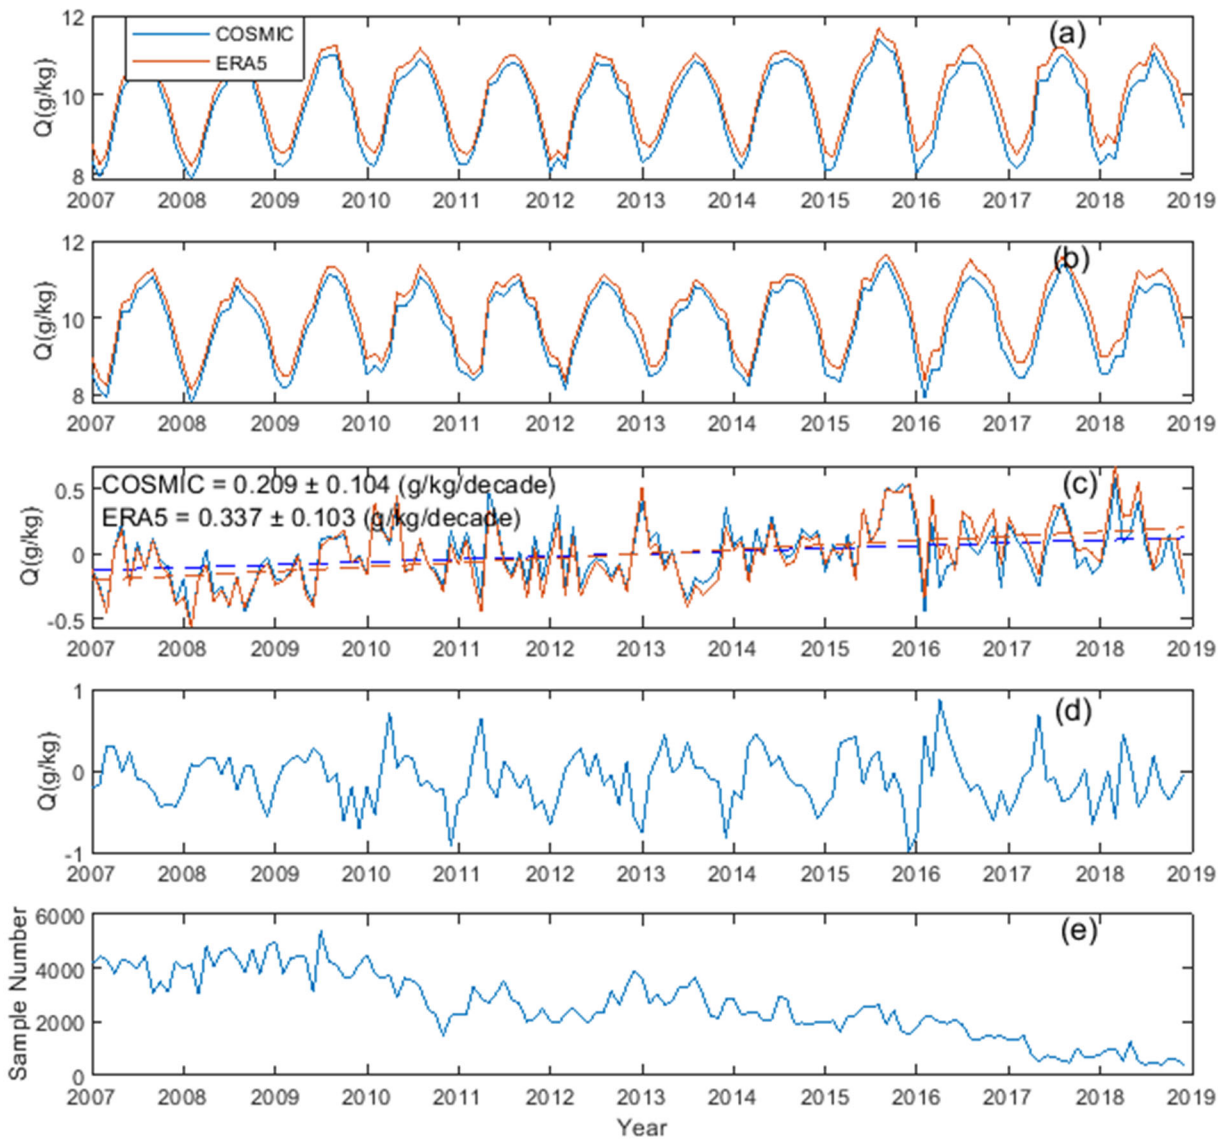 12
10
8
Q(g/kg)
COSMIC
ERA5
(a)
2007 2008 2009 2010 2011 2012 2013 2014 2015 2016 2017 2018 2019
12
10
8
Q(g/kg)
(b)
2007 2008 2009 2010 2011 2012 2013 2014 2015 2016 2017 2018 2019
0.5
0
-0.5
Q(g/kg)
COSMIC = 0.209 ± 0.104 (g/kg/decade)
ERA5 = 0.337 ± 0.103 (g/kg/decade)
(c)
2007 2008 2009 2010 2011 2012 2013 2014 2015 2016 2017 2018 2019
1
0
-1
Q(g/kg)
(d)
2007 2008 2009 2010 2011 2012 2013 2014 2015 2016 2017 2018 2019
6000
4000
2000
0
Sample Number
(e)
2007 2008 2009 2010 2011 2012 2013 2014 2015 2016 2017 2018 2019
Year